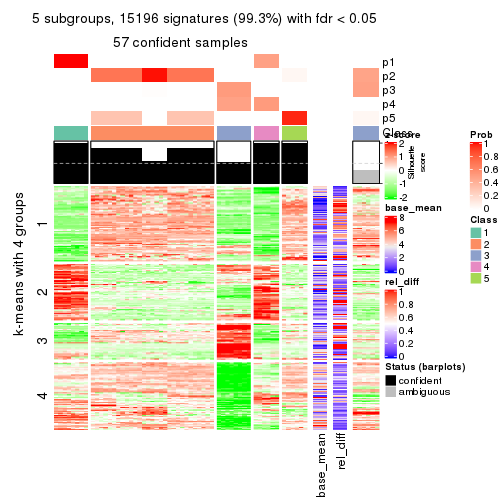 5 subgroups, 15196 signatures (99.3%) with fdr < 0.05
57 confident samples
p1
p2
p3
p4
p5
Class
z-score
2
1
0
-1
-2
Silhouette
score
Prob
1
0.8
0.6
0.4
0.2
0
base_mean
8
6
4
2
0
Class
1
2
3
4
5
rel_diff
1
0.8
0.6
0.4
0.2
0
Status (barplots)
confident
ambiguous
k-means with 4 groups
1
2
3
4
base_mean
rel_diff